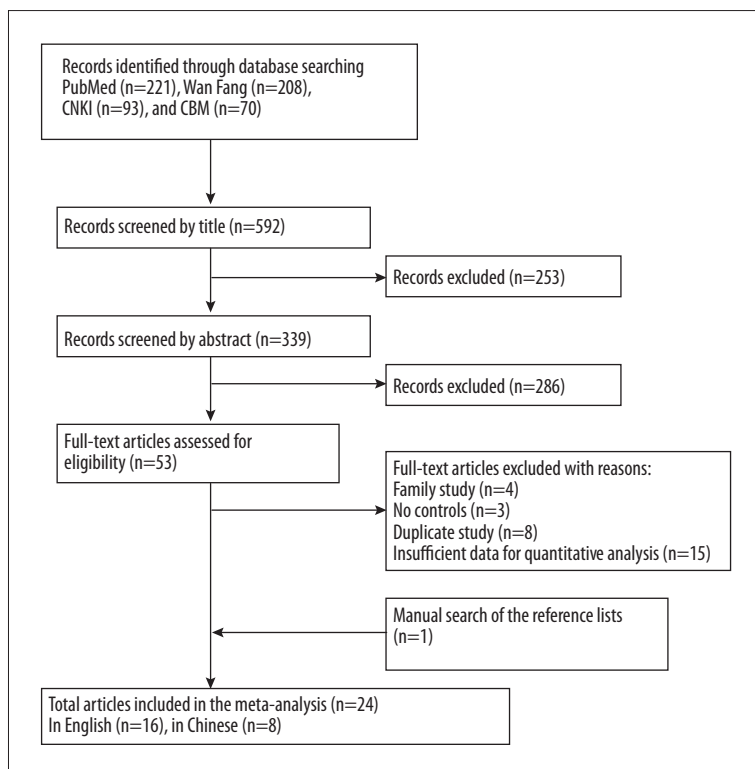 Records identified through database searching
PubMed (n=221), Wan Fang (n=208),
CNKI (n=93), and CBM (n=70)
Records screened by title (n=592)
Records excluded (n=253)
Records screened by abstract (n=339)
Records excluded (n=286)
Full-text articles assessed for
eligibility (n=53)
Full-text articles excluded with reasons:
Family study (n=4)
No controls (n=3)
Duplicate study (n=8)
Insufficient data for quantitative analysis (n=15)
Manual search of the reference lists
(n=1)
Total articles included in the meta-analysis (n=24)
In English (n=16), in Chinese (n=8)